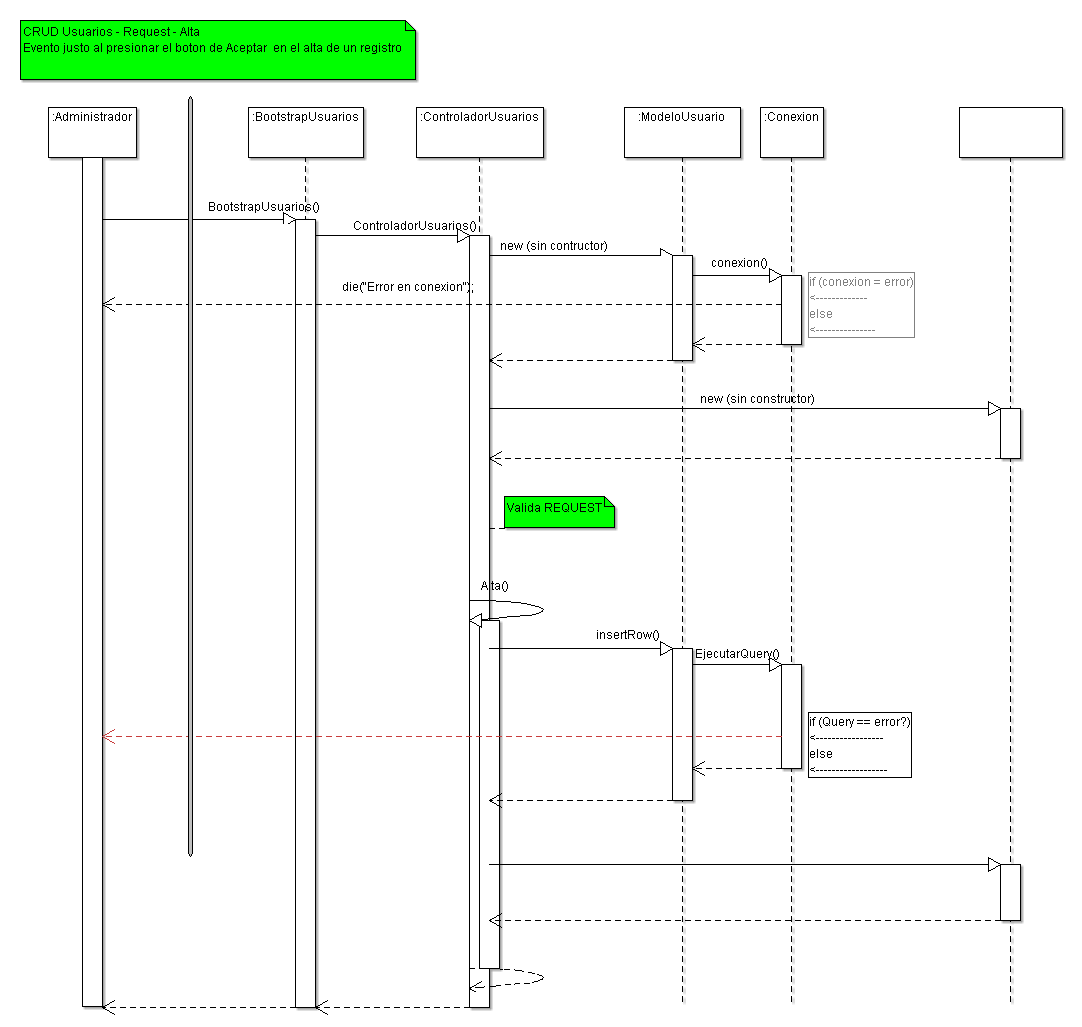 CRUD Usuarios - Request - Alta
Evento justo al presionar el boton de Aceptar en el alta de un registro
:Administrador
:BootstrapUsuarios
:ControladorUsuarios
:ModeloUsuario
:Conexion
BootstrapUsuarios()
ControladorUsuarios()
new (sin contructor)
conexion()
if (conexion = error)
<-------------
else
<---------------
die("Error en conexion");
new (sin constructor)
Valida REQUEST
Alta()
insertRow()
EjecutarQuery()
if (Query == error?)
<-----------------
else
<------------------